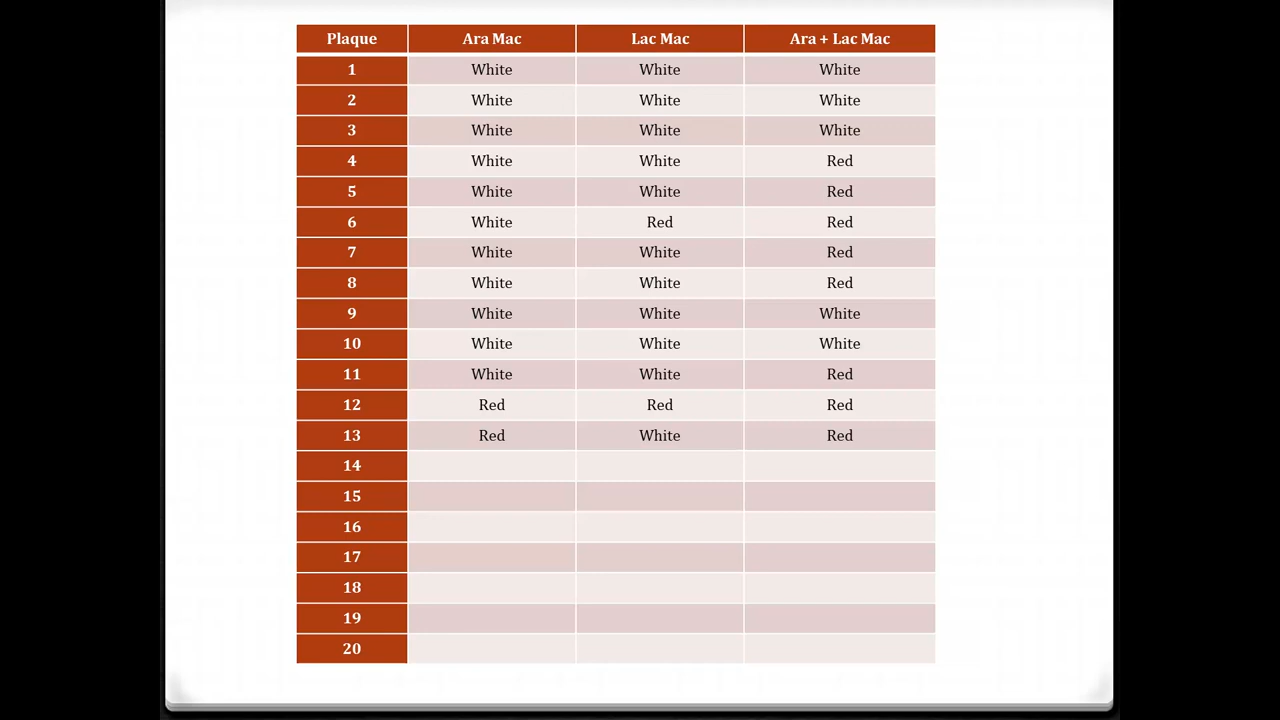 Plaque Ara Mac Lac Mac Ara + Lac Mac
1 White White White
2 White White White
3 White White White
4 White White Red
5 White White Red
6 White Red Red
7 White White Red
8 White White Red
9 White White White
10 White White White
11 White White Red
12 Red Red Red
13 Red White Red
14
15
16
17
18
19
20